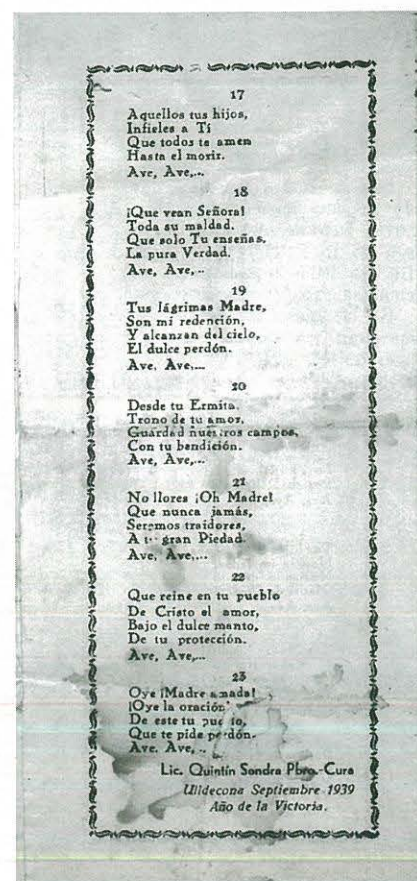 17
Aquellos tus hijos,
Infieles a Tí
Que todos te amen
Hasta el morir.
Ave, Ave,...
18
¡Que vean Señora!
Toda su maldad.
Que solo Tu enseñas.
La pura Verdad.
Ave, Ave,..
19
Tus lágrimas Madre,
Son mi redención,
Y alcanzan del cielo,
El dulce perdón.
Ave, Ave,...
20
Desde tu Ermita.
Trono de tu amor,
Guardad nuestros campos,
Con tu bendición.
Ave, Ave,...
21
No llores ¡Oh Madre!
Que nunca jamás,
Seremos traidores,
A tu gran Piedad.
Ave, Ave,...
22
Que reine en tu pueblo
De Cristo el amor,
Bajo el dulce manto,
De tu protección.
Ave, Ave,...
23
Oye ¡Madre amada!
¡Oye la oración!
De este tu pueblo,
Que te pide perdón.
Ave, Ave, ..
Lic. Quintín Sendra Pbro.-Cura
Ulldecona Septiembre 1939
Año de la Victoria.